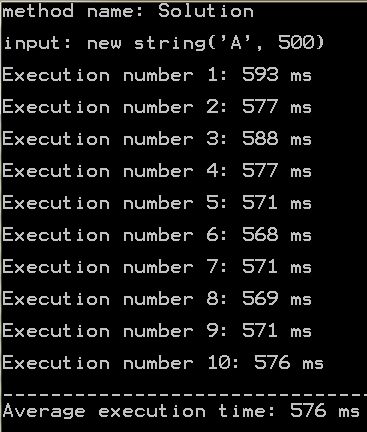 method name: Solution
input: new string('A', 500)
Execution number 1: 593 ms
Execution number 2: 577 ms
Execution number 3: 588 ms
Execution number 4: 577 ms
Execution number 5: 571 ms
Execution number 6: 568 ms
Execution number 7: 571 ms
Execution number 8: 569 ms
Execution number 9: 571 ms
Execution number 10: 576 ms
------------------------------------
Average execution time: 576 ms